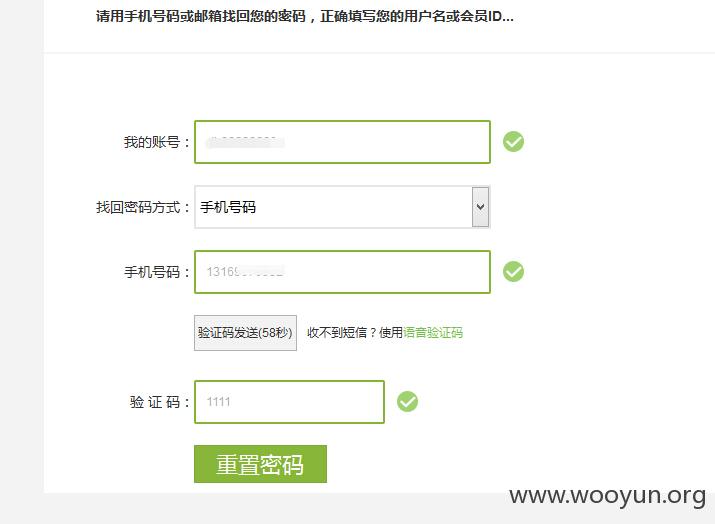 请用手机号码或邮箱找回您的密码，正确填写您的用户名或会员ID...
我的账号：
找回密码方式： 手机号码
手机号码：
验证码发送(58秒) 收不到短信？使用语音验证码
验 证 码： 1111
重置密码
www.wooyun.org